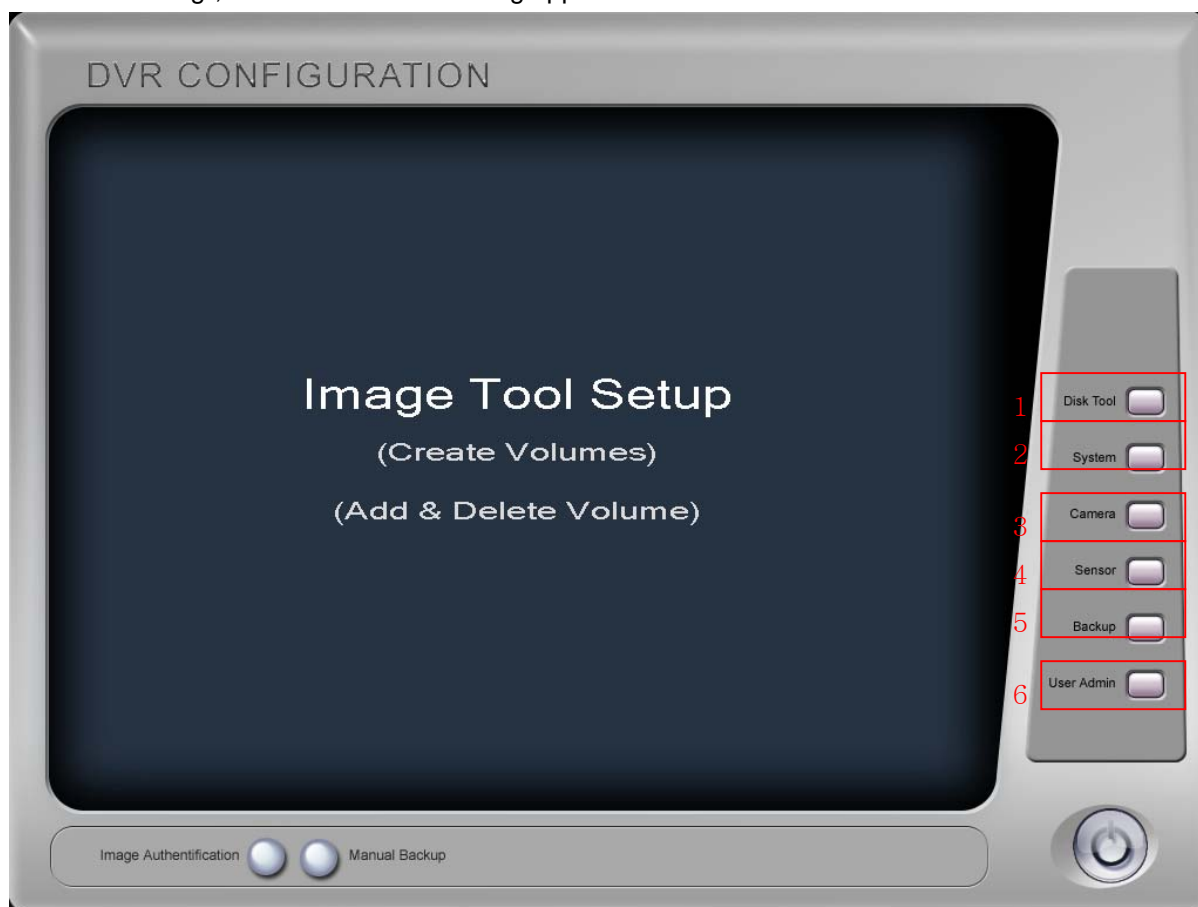 DVR CONFIGURATION
Image Tool Setup
(Create Volumes)
(Add & Delete Volume)
1 Disk Tool
2 System
3 Camera
4 Sensor
5 Backup
6 User Admin
Image Authentification Manual Backup